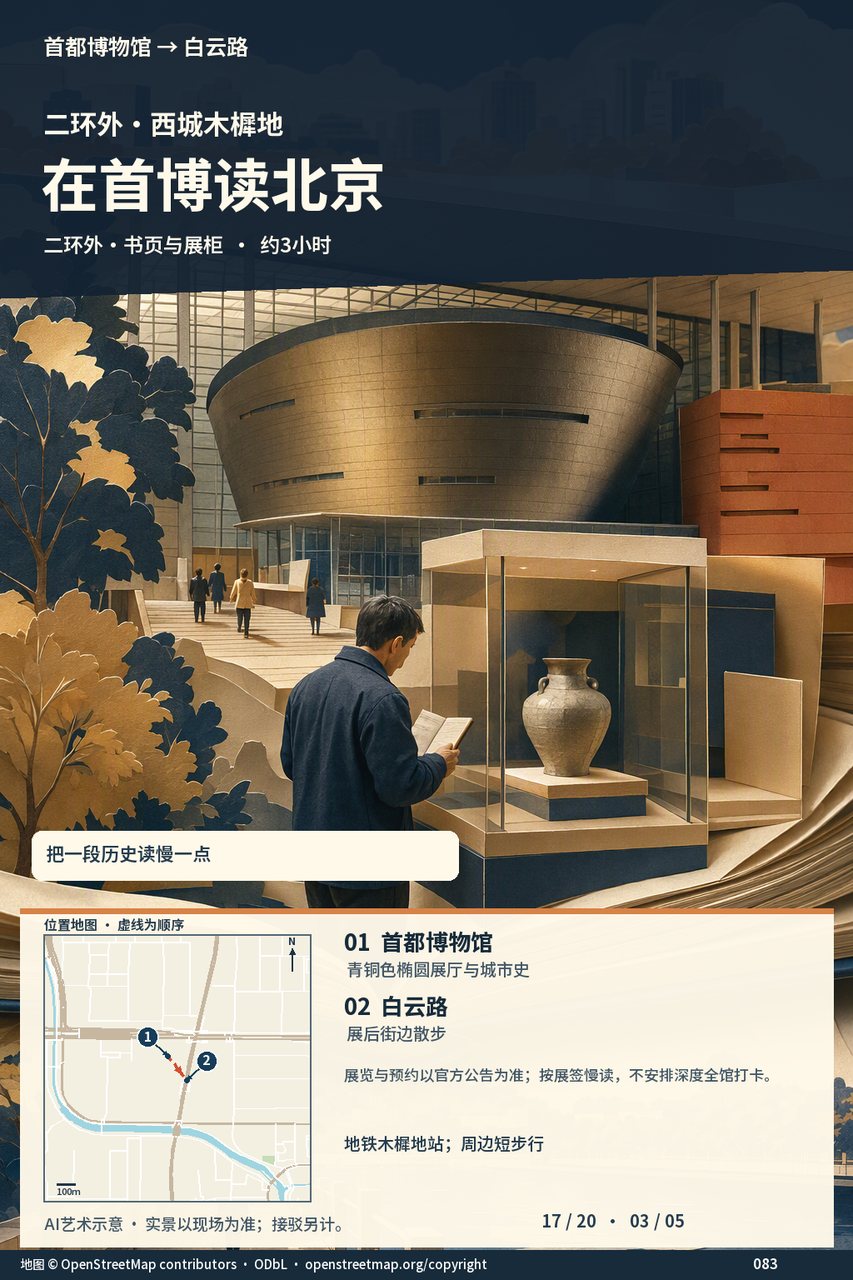 首都博物馆 → 白云路
二环外·西城木樨地
在首博读北京
二环外·书页与展柜 · 约3小时
把一段历史读慢一点
位置地图 · 虚线为顺序
N
1
2
100m
01 首都博物馆
青铜色椭圆展厅与城市史
02 白云路
展后街边散步
展览与预约以官方公告为准；按展签慢读，不安排深度全馆打卡。
地铁木樨地站；周边短步行
AI艺术示意 · 实景以现场为准；接驳另计。
17 / 20 · 03 / 05
地图 © OpenStreetMap contributors · ODbL · openstreetmap.org/copyright
083